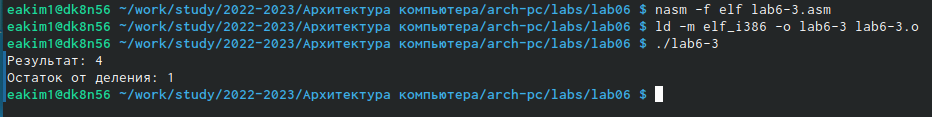 eakim1@dk8n56 ~/work/study/2022-2023/Архитектура компьютера/arch-pc/labs/lab06 $ nasm -f elf lab6-3.asm
eakim1@dk8n56 ~/work/study/2022-2023/Архитектура компьютера/arch-pc/labs/lab06 $ ld -m elf_i386 -o lab6-3 lab6-3.o
eakim1@dk8n56 ~/work/study/2022-2023/Архитектура компьютера/arch-pc/labs/lab06 $ ./lab6-3
Результат: 4
Остаток от деления: 1
eakim1@dk8n56 ~/work/study/2022-2023/Архитектура компьютера/arch-pc/labs/lab06 $